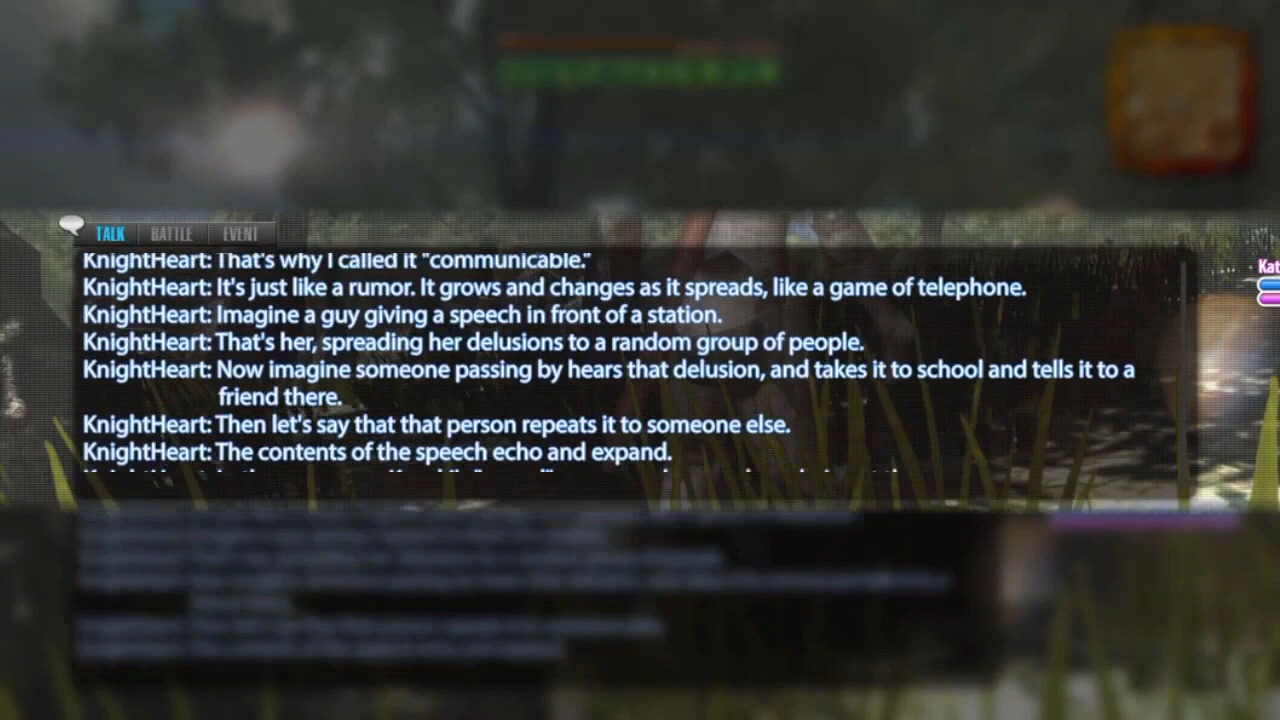 TALK BATTLE EVENT
KnightHeart: That's why I called it "communicable."
Kat
KnightHeart: It's just like a rumor. It grows and changes as it spreads, like a game of telephone.
KnightHeart: Imagine a guy giving a speech in front of a station.
KnightHeart: That's her, spreading her delusions to a random group of people.
KnightHeart: Now imagine someone passing by hears that delusion, and takes it to school and tells it to a
friend there.
KnightHeart: Then let's say that that person repeats it to someone else.
KnightHeart: The contents of the speech echo and expand.